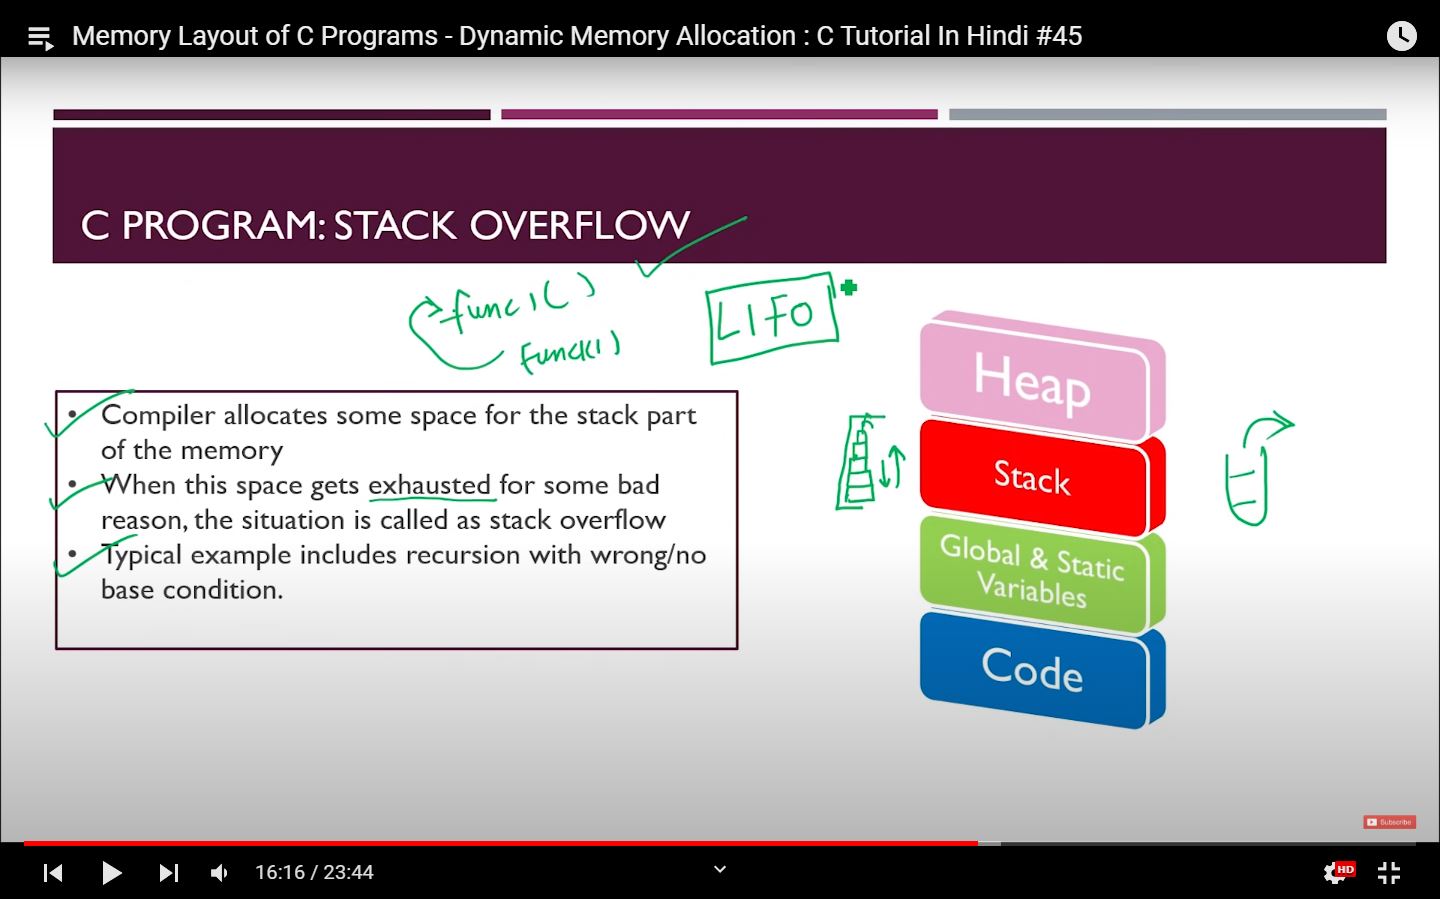 Memory Layout of C Programs - Dynamic Memory Allocation : C Tutorial In Hindi #45
C PROGRAM: STACK OVERFLOW
func1( )
func1( )
LIFO
• Compiler allocates some space for the stack part
of the memory
• When this space gets exhausted for some bad
reason, the situation is called as stack overflow
• Typical example includes recursion with wrong/no
base condition.
Heap
Stack
Global & Static
Variables
Code
Subscribe
16:16 / 23:44
HD